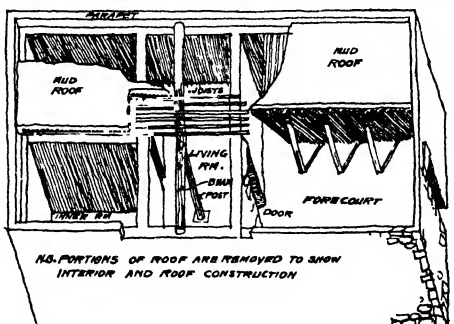 PARAPET
MUD
ROOF
MUD
ROOF
JOISTS
LIVING
RM.
BEAM
POST
INNER RM
DOOR
FORECOURT
N.B. PORTIONS OF ROOF ARE REMOVED TO SHOW
INTERIOR AND ROOF CONSTRUCTION